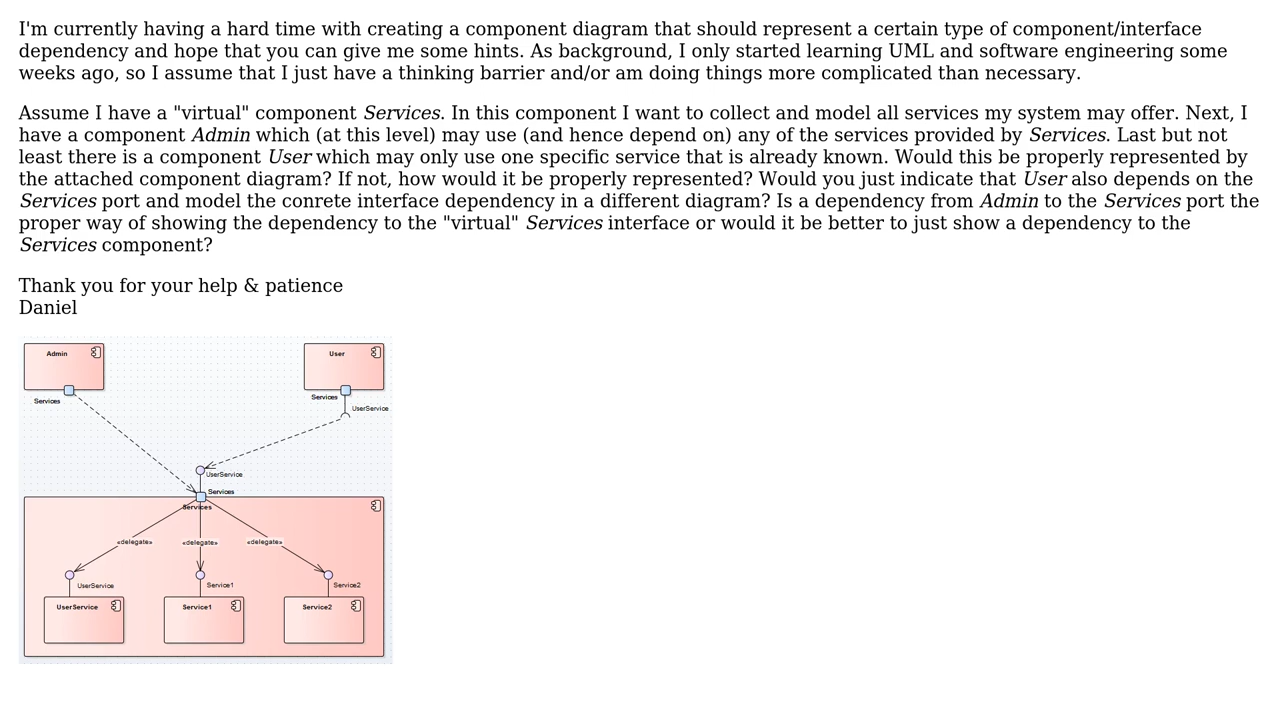 I'm currently having a hard time with creating a component diagram that should represent a certain type of component/interface
dependency and hope that you can give me some hints. As background, I only started learning UML and software engineering some
weeks ago, so I assume that I just have a thinking barrier and/or am doing things more complicated than necessary.
Assume I have a "virtual" component Services. In this component I want to collect and model all services my system may offer. Next, I
have a component Admin which (at this level) may use (and hence depend on) any of the services provided by Services. Last but not
least there is a component User which may only use one specific service that is already known. Would this be properly represented by
the attached component diagram? If not, how would it be properly represented? Would you just indicate that User also depends on the
Services port and model the conrete interface dependency in a different diagram? Is a dependency from Admin to the Services port the
proper way of showing the dependency to the "virtual" Services interface or would it be better to just show a dependency to the
Services component?
Thank you for your help & patience
Daniel
Admin
User
Services
Services
UserService
UserService
Services
Services
«delegate»
«delegate»
«delegate»
UserService
Service1
Service2
UserService
Service1
Service2